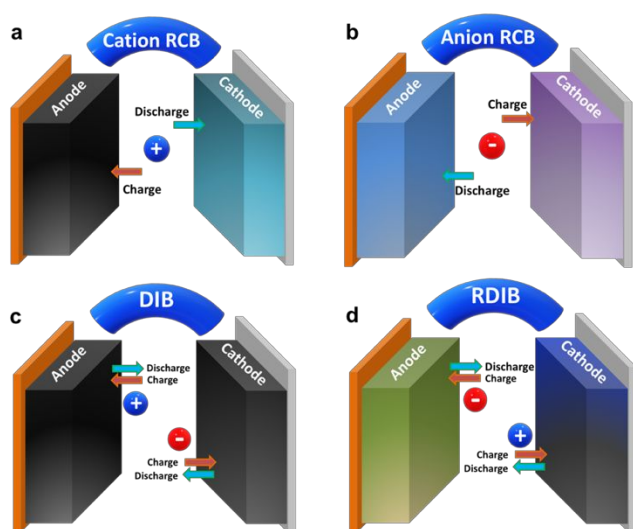 a
Cation RCB
Anode
Cathode
Discharge
+
Charge
b
Anion RCB
Anode
Cathode
Charge
-
Discharge
c
DIB
Anode
Cathode
Discharge
Charge
+
-
Charge
Discharge
d
RDIB
Anode
Cathode
Discharge
Charge
-
+
Charge
Discharge